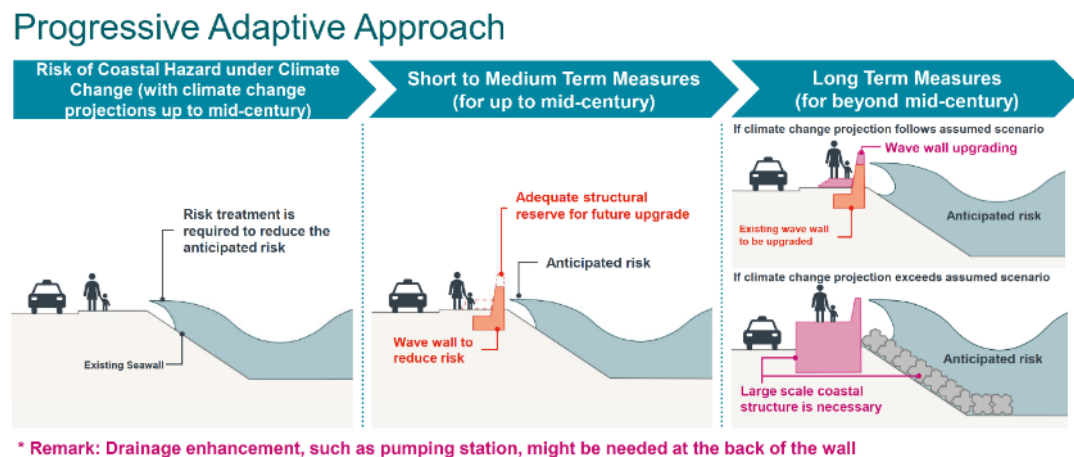 Progressive Adaptive Approach
Risk of Coastal Hazard under Climate
Change (with climate change
projections up to mid-century)
Short to Medium Term Measures
(for up to mid-century)
Long Term Measures
(for beyond mid-century)
Risk treatment is
required to reduce the
anticipated risk
Existing Seawall
Adequate structural
reserve for future upgrade
Anticipated risk
Wave wall to
reduce risk
If climate change projection follows assumed scenario
Wave wall upgrading
Anticipated risk
Existing wave wall
to be upgraded
If climate change projection exceeds assumed scenario
Anticipated risk
Large scale coastal
structure is necessary
* Remark: Drainage enhancement, such as pumping station, might be needed at the back of the wall